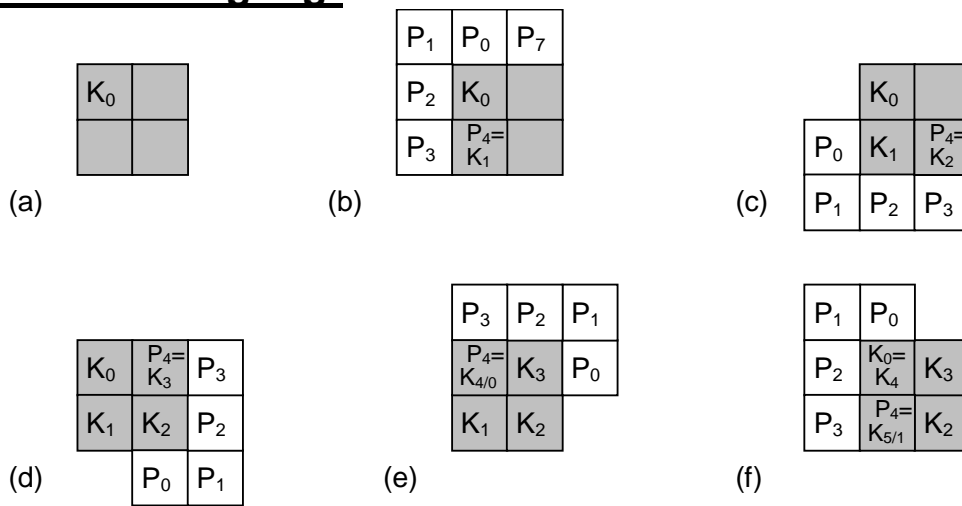 K₀
(a)
P₁ P₀ P₇
P₂ K₀
P₃ P₄= K₁
(b)
K₀
P₀ K₁ P₄= K₂
P₁ P₂ P₃
(c)
K₀ P₄= K₃ P₃
K₁ K₂ P₂
P₀ P₁
(d)
P₃ P₂ P₁
P₄= K₄/₀ K₃ P₀
K₁ K₂
(e)
P₁ P₀
P₂ K₀= K₄ K₃
P₃ P₄= K₅/₁ K₂
(f)